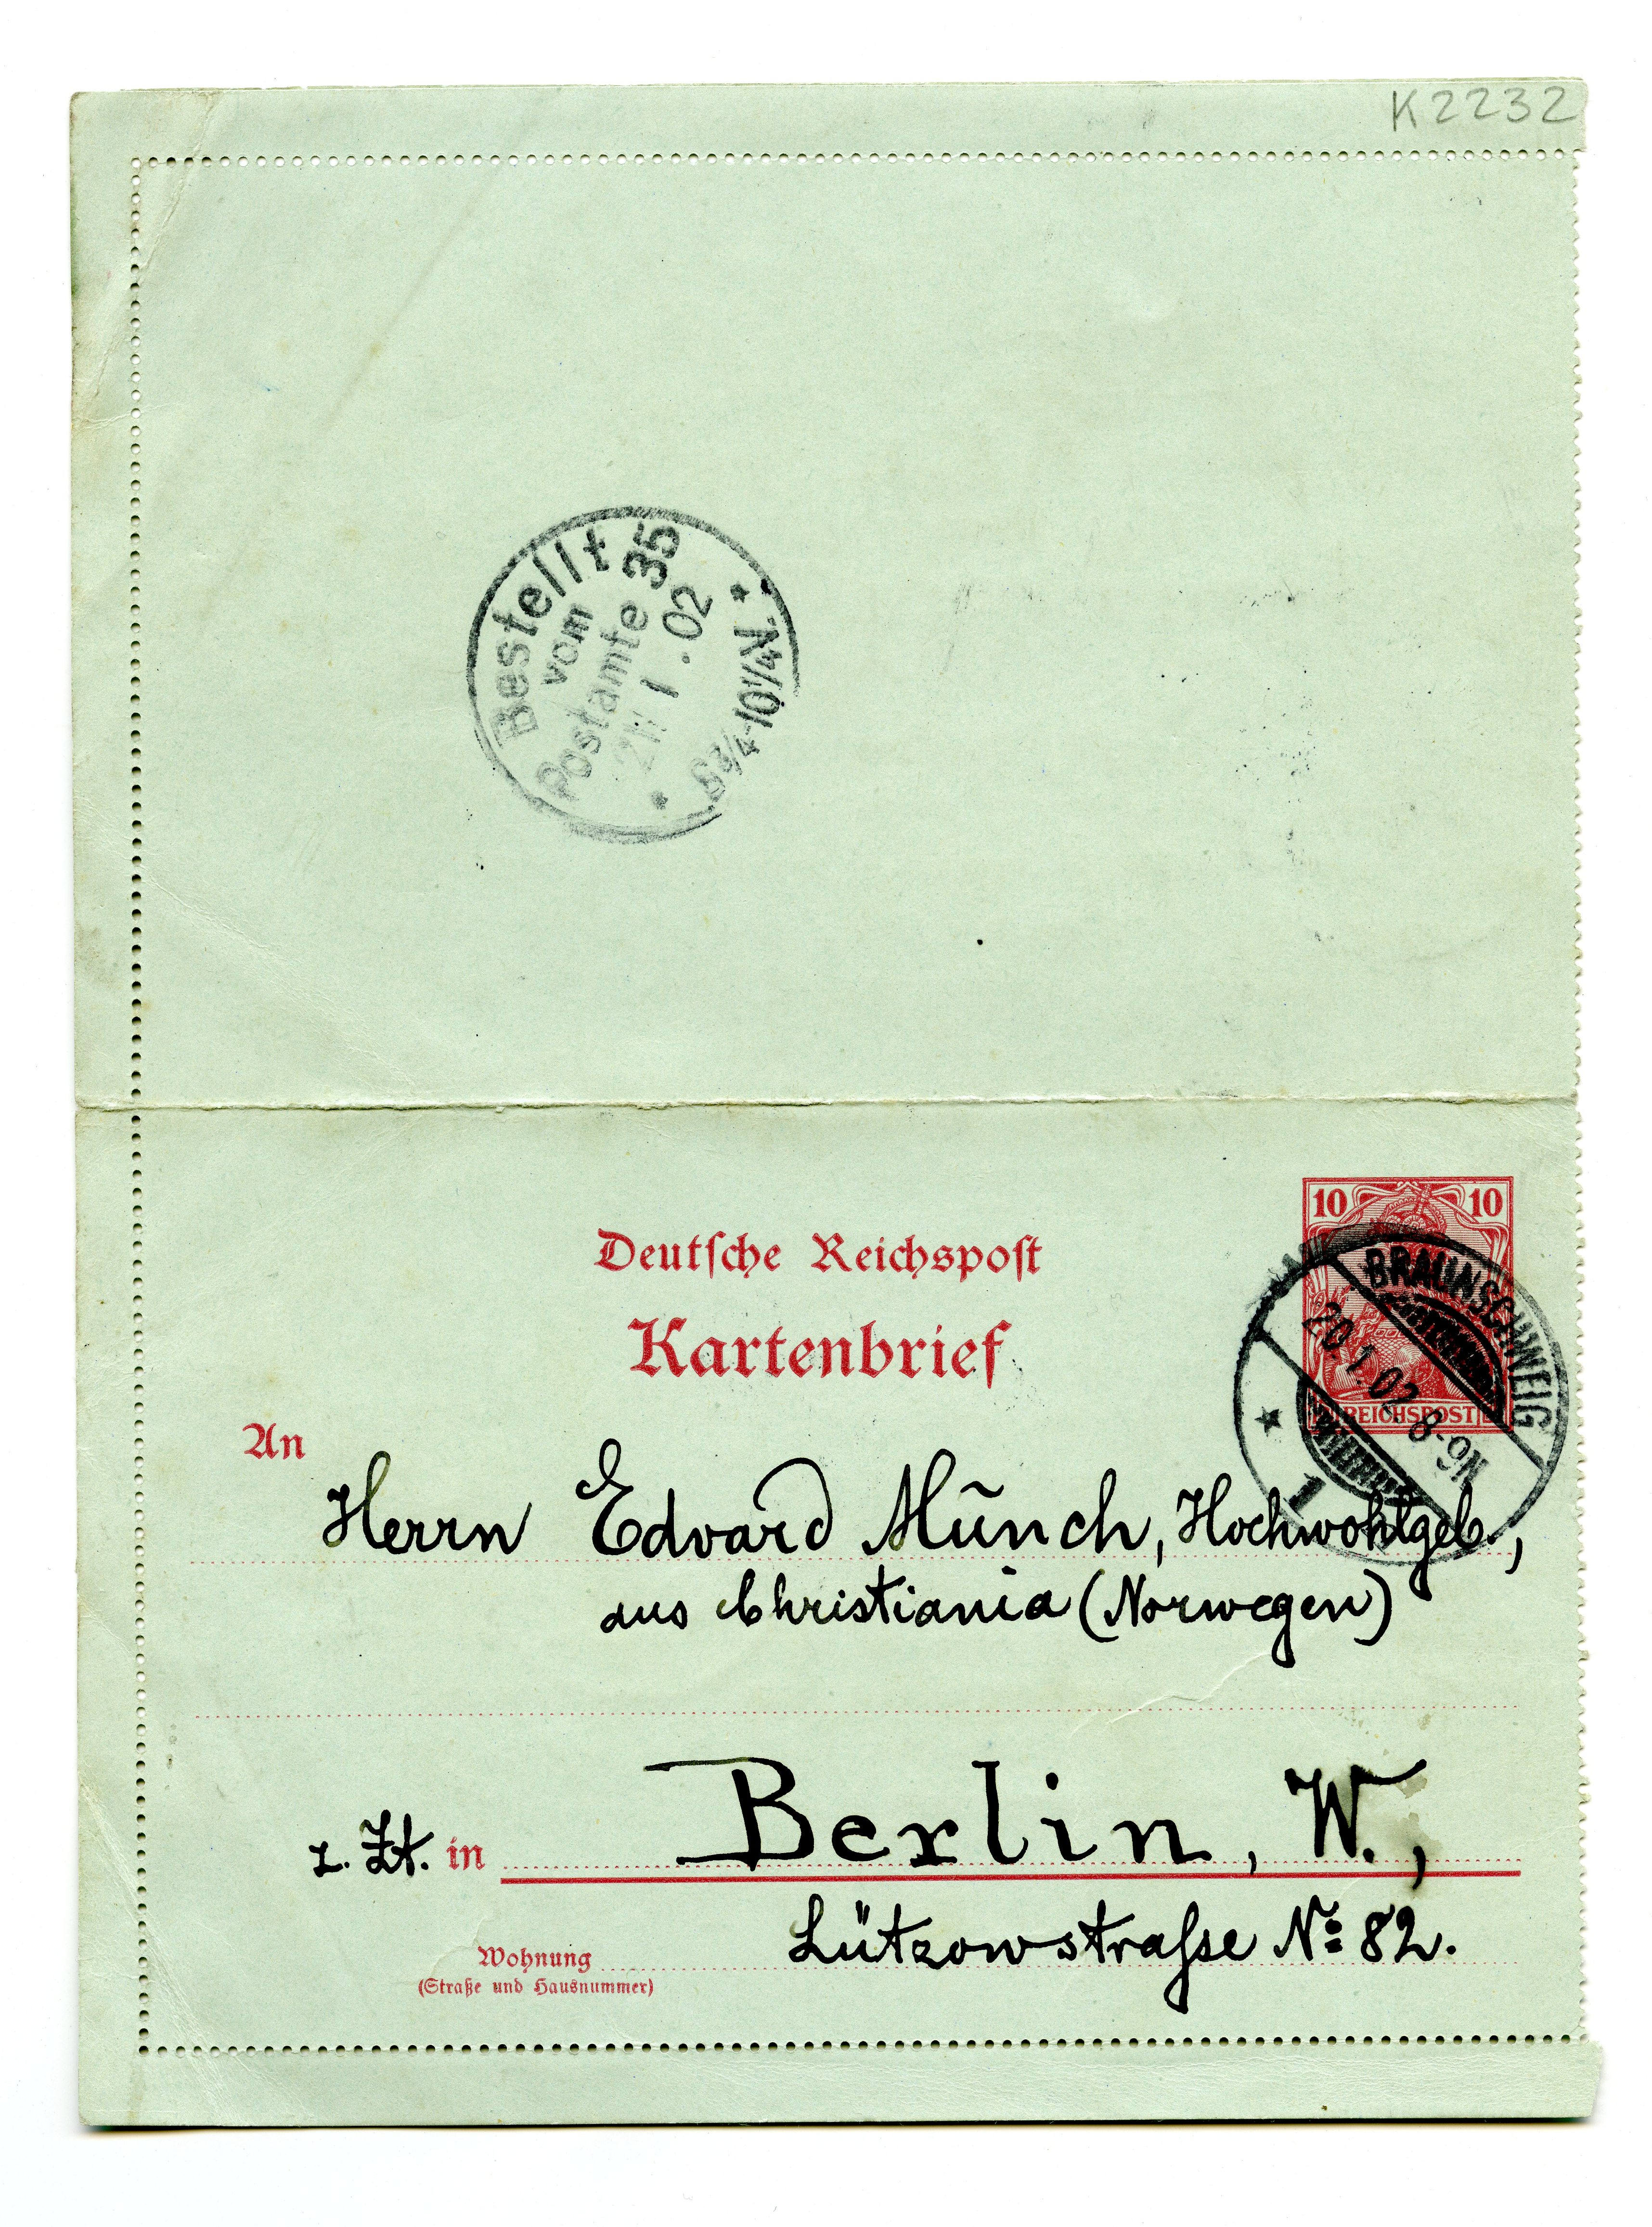 K2232
Bestellt
vom
Postamte 35
1.02
8¾-10¼N.
Deutsche Reichspost
Kartenbrief
10 10
REICHSPOST
BRAUNSCHWEIG
20.1.02. 8-9N
1
An
Herrn Edvard Munch, Hochwohlgeb.,
aus Christiania (Norwegen)
z. Zt. in Berlin, W.,
Wohnung Lützowstraße No 82.
(Straße und Hausnummer)